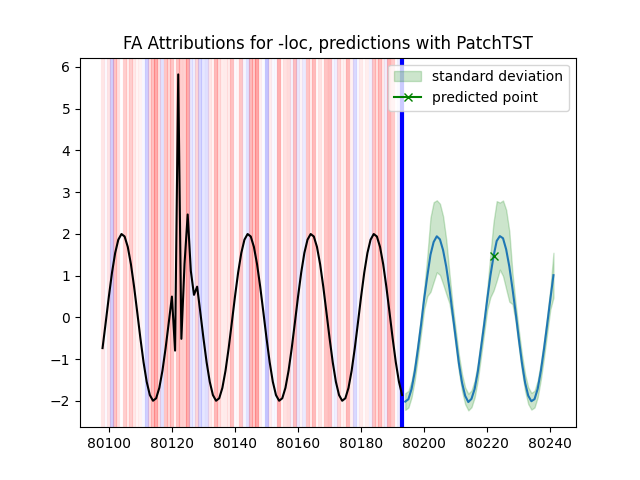 FA Attributions for -loc, predictions with PatchTST
standard deviation
predicted point
6
5
4
3
2
1
0
−1
−2
80100 80120 80140 80160 80180 80200 80220 80240